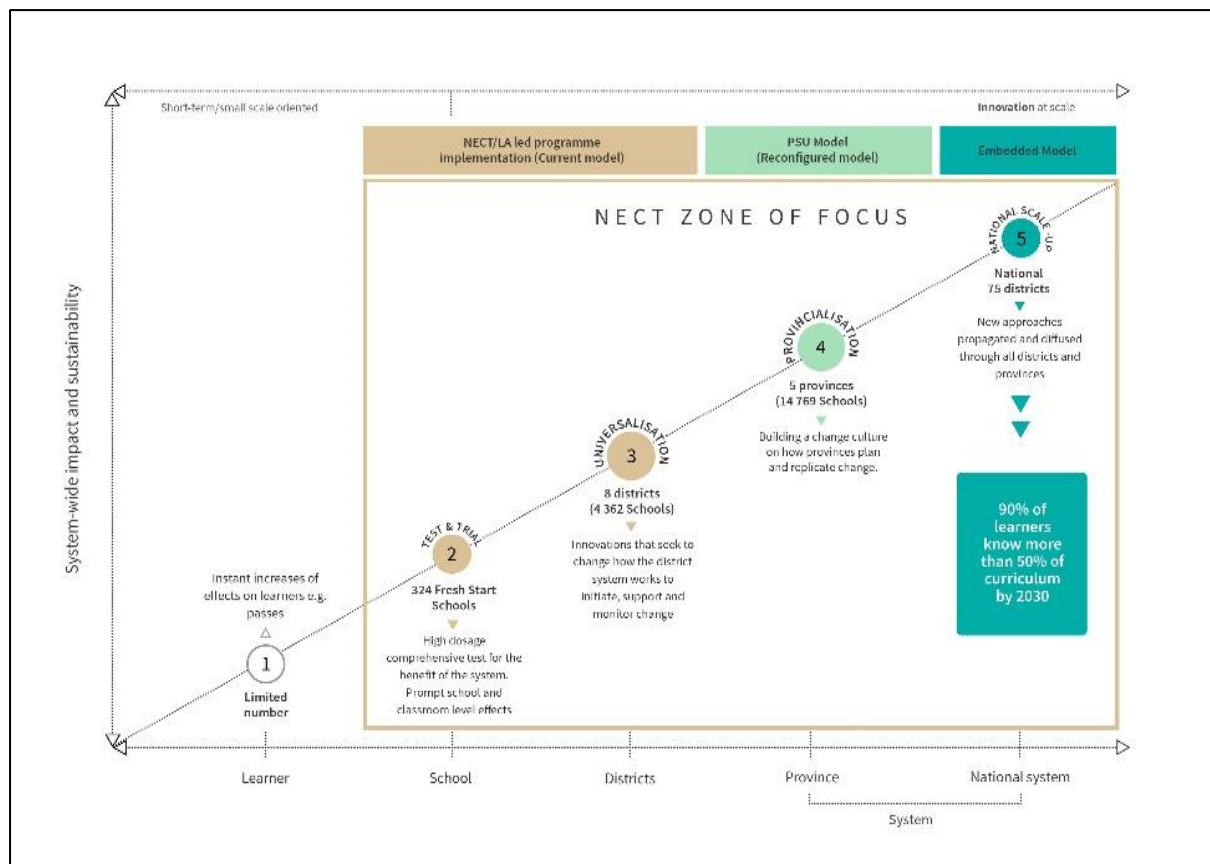 Short-term/small scale oriented
Innovation at scale
NECT/LA led programme
implementation (Current model)
PSU Model
(Reconfigured model)
Embedded Model
NECT ZONE OF FOCUS
System-wide impact and sustainability
NATIONAL SCALE-UP
5
National
75 districts
New approaches
propagated and diffused
through all districts and
provinces
90% of
learners
know more
than 50% of
curriculum
by 2030
PROVINCIALISATION
4
5 provinces
(14 769 Schools)
Building a change culture
on how provinces plan
and replicate change.
UNIVERSALISATION
3
8 districts
(4 362 Schools)
Innovations that seek to
change how the district
system works to
initiate, support and
monitor change
TEST & TRIAL
2
324 Fresh Start
Schools
High dosage
comprehensive test for the
benefit of the system.
Prompt school and
classroom level effects
Instant increases of
effects on learners e.g.
passes
1
Limited
number
Learner
School
Districts
Province
National system
System